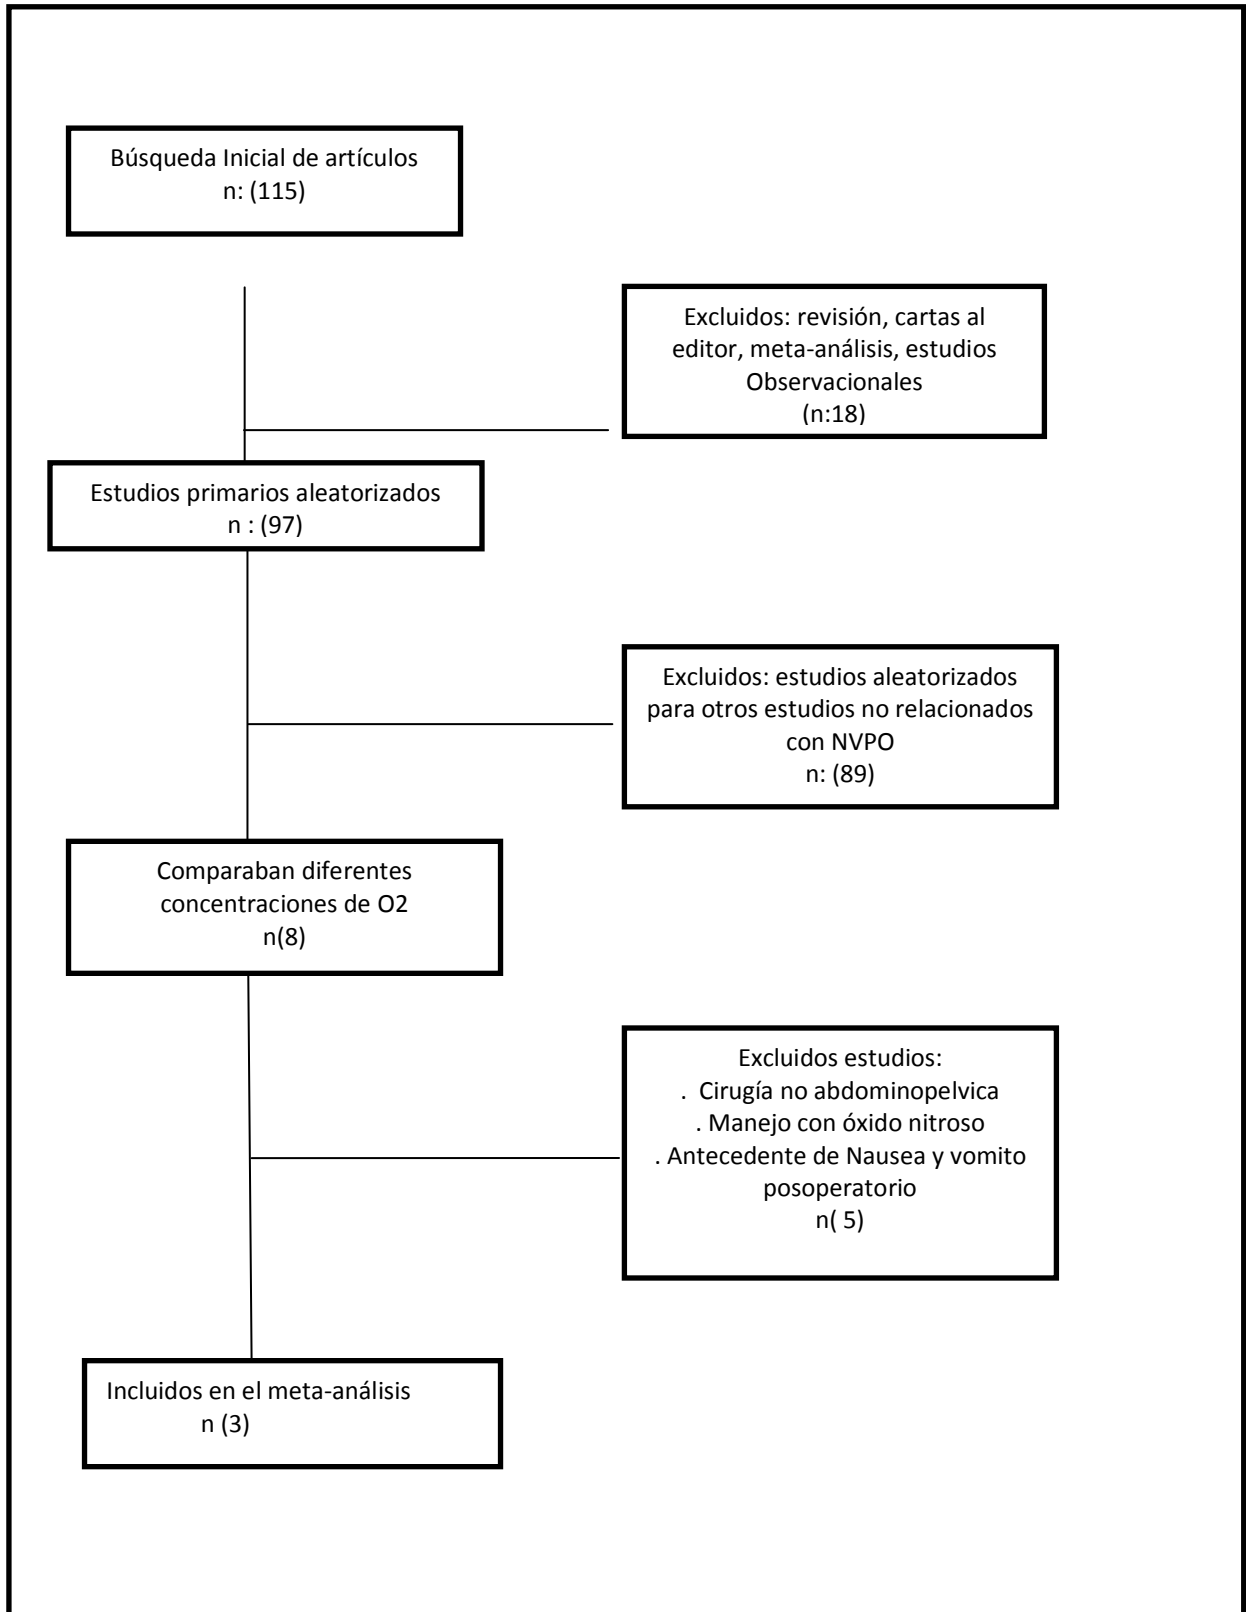 Búsqueda Inicial de artículos
n: (115)
Excluidos: revisión, cartas al
editor, meta-análisis, estudios
Observacionales
(n:18)
Estudios primarios aleatorizados
n : (97)
Excluidos: estudios aleatorizados
para otros estudios no relacionados
con NVPO
n: (89)
Comparaban diferentes
concentraciones de O2
n(8)
Excluidos estudios:
. Cirugía no abdominopelvica
. Manejo con óxido nitroso
. Antecedente de Nausea y vomito
posoperatorio
n( 5)
Incluidos en el meta-análisis
n (3)